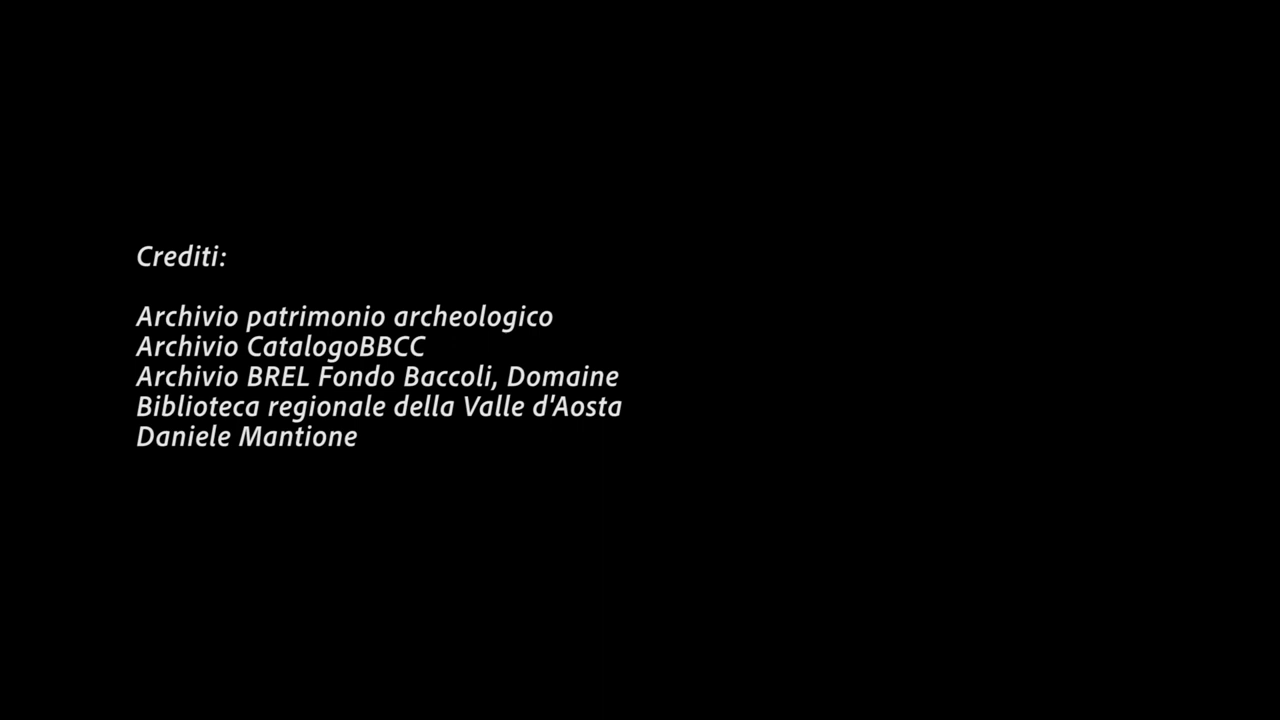 Crediti:
Archivio patrimonio archeologico
Archivio CatalogoBBCC
Archivio BREL Fondo Baccoli, Domaine
Biblioteca regionale della Valle d'Aosta
Daniele Mantione